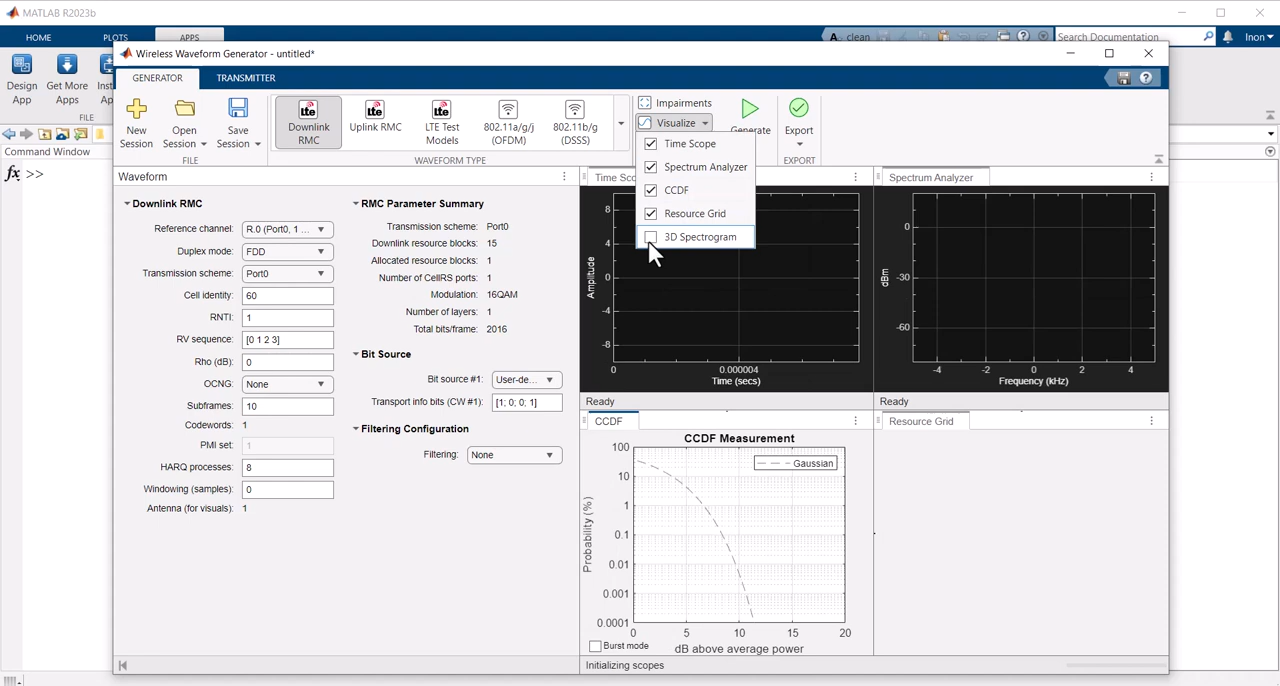 MATLAB R2023b
HOME
PLOTS
APPS
clean
Search Documentation
Inon
Design App
Get More Apps
FILE
Command Window
fx >>
Wireless Waveform Generator - untitled*
GENERATOR
TRANSMITTER
New Session
Open Session
Save Session
FILE
lte
Downlink RMC
lte
Uplink RMC
lte
LTE Test Models
802.11a/g/j (OFDM)
802.11b/g (DSSS)
WAVEFORM TYPE
Impairments
Visualize
Generate
Export
EXPORT
Time Scope
Spectrum Analyzer
CCDF
Resource Grid
3D Spectrogram
Waveform
Downlink RMC
Reference channel: R.0 (Port0, 1 ...
Duplex mode: FDD
Transmission scheme: Port0
Cell identity: 60
RNTI: 1
RV sequence: [0 1 2 3]
Rho (dB): 0
OCNG: None
Subframes: 10
Codewords: 1
PMI set: 1
HARQ processes: 8
Windowing (samples): 0
Antenna (for visuals): 1
RMC Parameter Summary
Transmission scheme: Port0
Downlink resource blocks: 15
Allocated resource blocks: 1
Number of CellRS ports: 1
Modulation: 16QAM
Number of layers: 1
Total bits/frame: 2016
Bit Source
Bit source #1: User-de...
Transport info bits (CW #1): [1; 0; 0; 1]
Filtering Configuration
Filtering: None
8
4
0
-4
-8
Amplitude
0 0.000004
Time (secs)
Ready
Spectrum Analyzer
0
-30
-60
dBm
-4 -2 0 2 4
Frequency (kHz)
Ready
CCDF
CCDF Measurement
Gaussian
100
10
1
0.1
0.01
0.001
0.0001
Probability (%)
0 5 10 15 20
dB above average power
Burst mode
Resource Grid
Initializing scopes